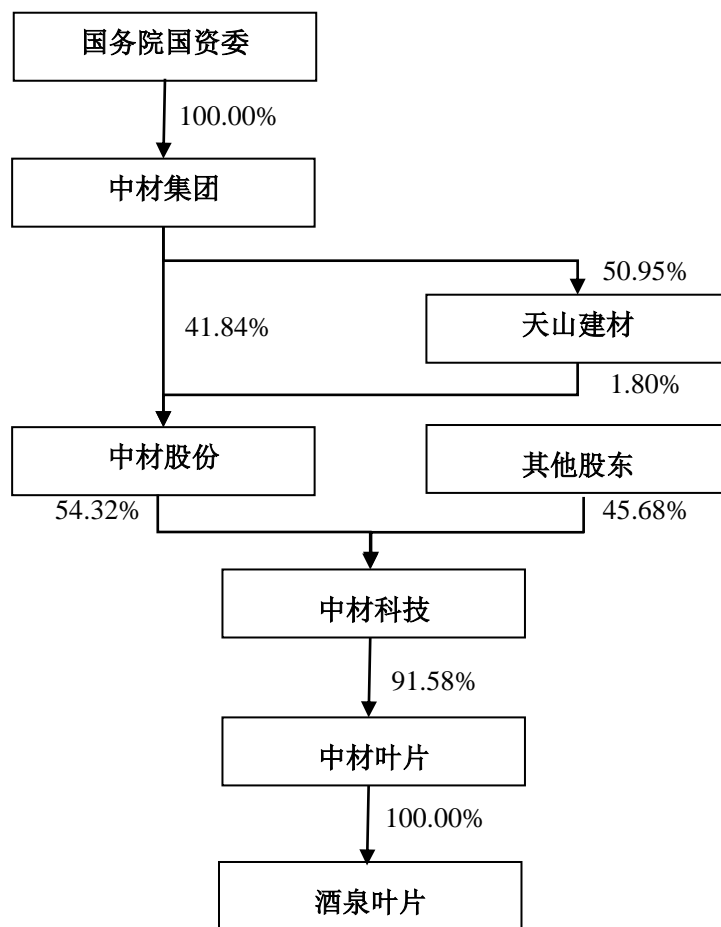 国务院国资委
100.00%
中材集团
50.95%
41.84%
天山建材
1.80%
中材股份
其他股东
54.32%
45.68%
中材科技
91.58%
中材叶片
100.00%
酒泉叶片